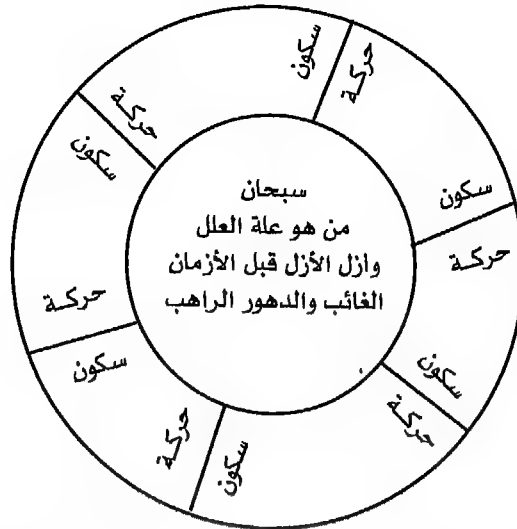 سبحان
من هو علة العلل
وازل الأزل قبل الأزمان
الغائب والدهور الراهب
حركة
سكون
حركة
سكون
حركة
سكون
حركة
سكون
حركة
سكون
حركة
سكون